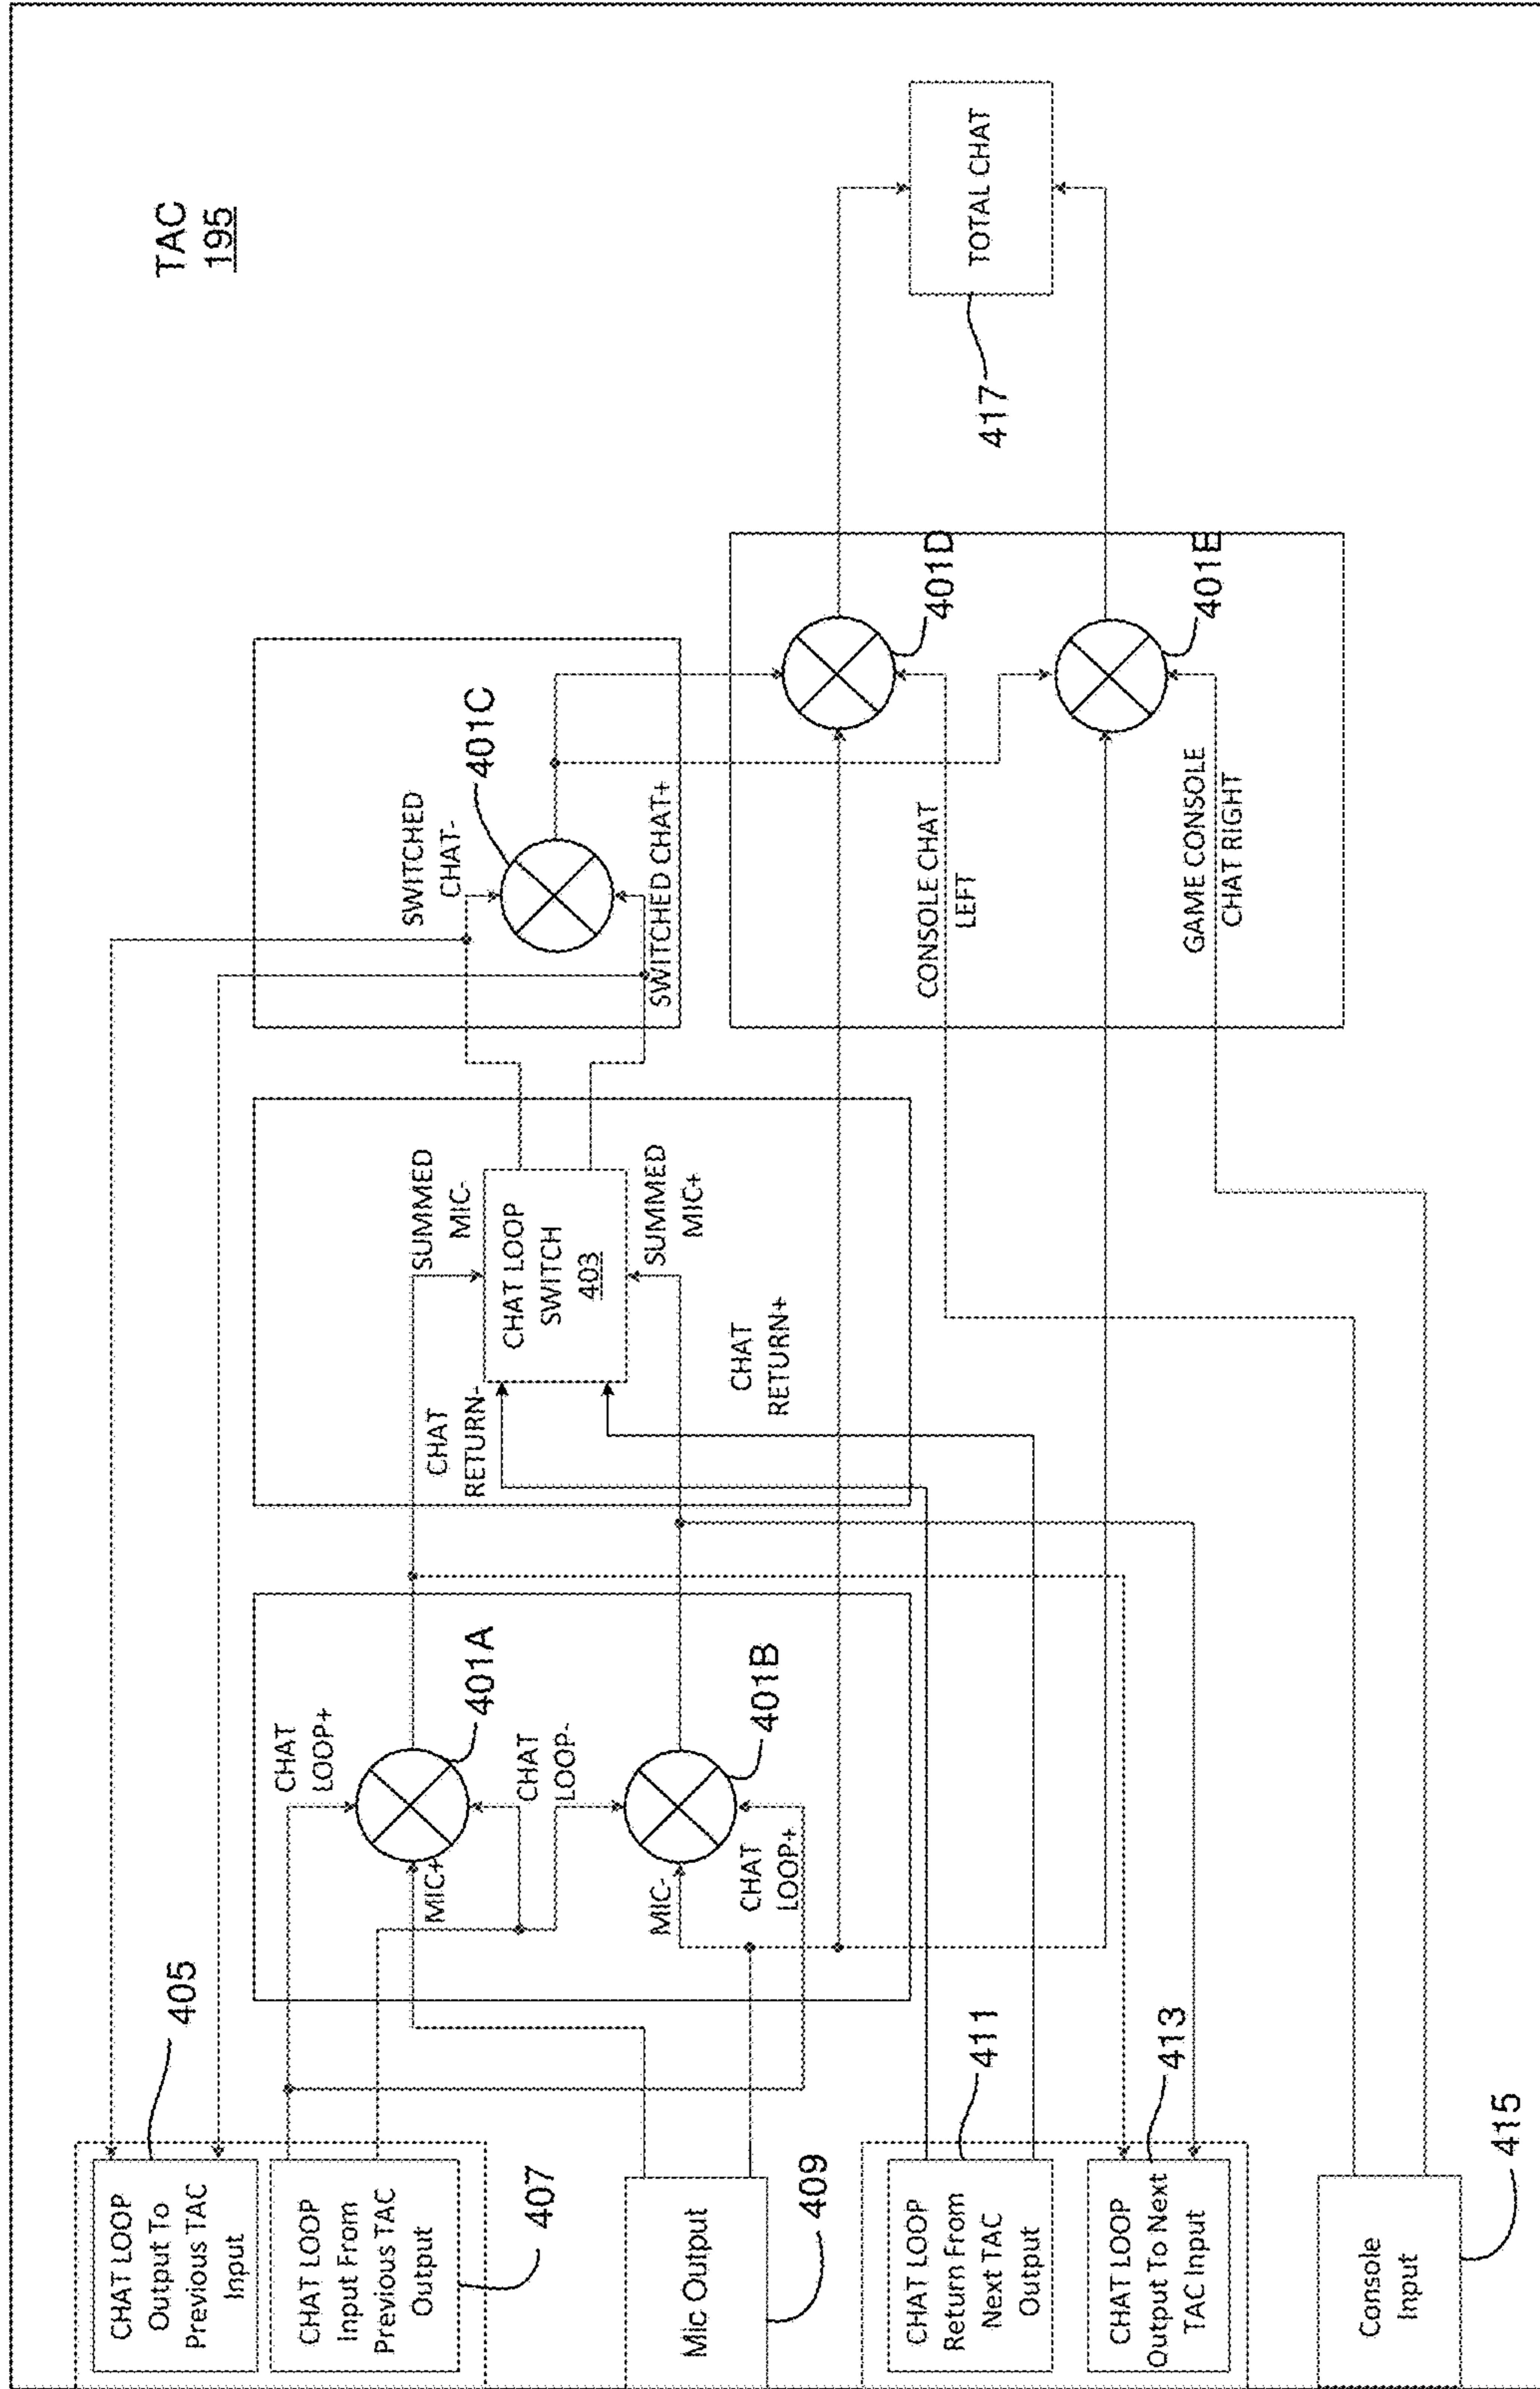 TAC
195
CHAT LOOP
Output To
Previous TAC
Input
405
CHAT LOOP
Input From
Previous TAC
Output
407
Mic Output
409
CHAT LOOP
Return From
Next TAC
Output
411
CHAT LOOP
Output To Next
TAC Input
413
Console
Input
415
CHAT
LOOP+
MIC+
401A
CHAT
LOOP-
MIC-
401B
CHAT
LOOP+
CHAT
RETURN-
SUMMED
MIC-
CHAT LOOP
SWITCH
403
SUMMED
MIC+
CHAT
RETURN+
SWITCHED
CHAT-
401C
SWITCHED CHAT+
CONSOLE CHAT
LEFT
401D
GAME CONSOLE
CHAT RIGHT
401E
TOTAL CHAT
417